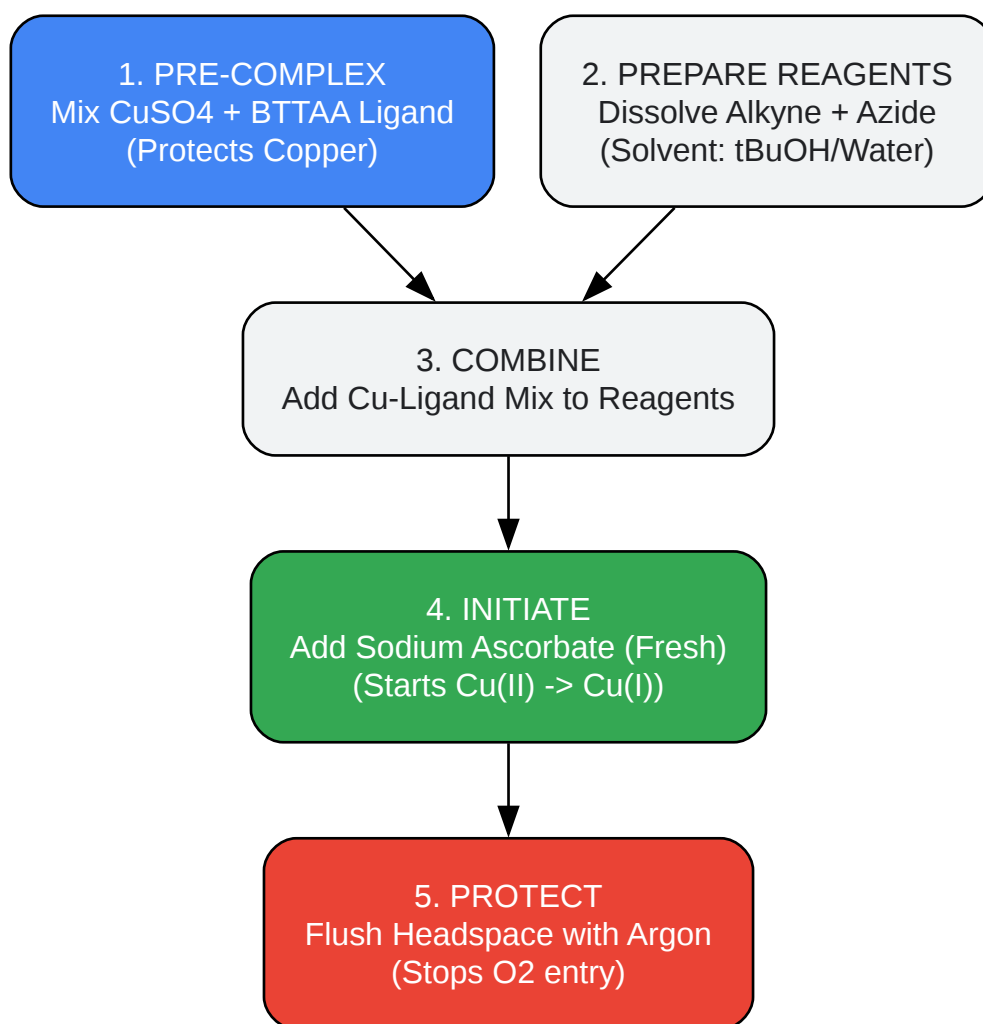 1. PRE-COMPLEX
Mix CuSO4 + BTTAA Ligand
(Protects Copper)
2. PREPARE REAGENTS
Dissolve Alkyne + Azide
(Solvent: tBuOH/Water)
3. COMBINE
Add Cu-Ligand Mix to Reagents
4. INITIATE
Add Sodium Ascorbate (Fresh)
(Starts Cu(II) -> Cu(I))
5. PROTECT
Flush Headspace with Argon
(Stops O2 entry)